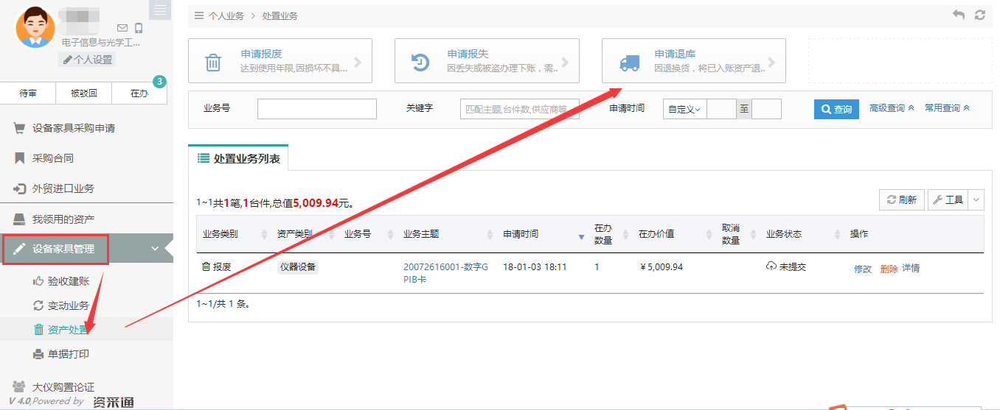 电子信息与光学工...
个人设置
3
待审 被驳回 在办
设备家具采购申请
采购合同
外贸进口业务
我领用的资产
设备家具管理
验收建账
变动业务
资产处置
单据打印
大仪购置论证
V 4.0,Powered by 资采通
个人业务 > 处置业务
申请报废
达到使用年限,因损坏不具...
申请报失
因丢失或被盗办理下账，需...
申请退库
因退换货，将已入账资产退...
业务号 关键字 匹配主题,台件数,供应商等 申请时间 自定义 至 查询 高级查询 常用查询
处置业务列表
1~1共1笔,1台件,总值5,009.94元。
刷新 工具
业务类别 资产类别 业务号 业务主题 申请时间 在办数量 在办价值 取消数量 业务状态 操作
报废 仪器设备 20072616001-数字GPIB卡 18-01-03 18:11 1 ¥5,009.94 未提交 修改 删除 详情
1~1/共 1 条。